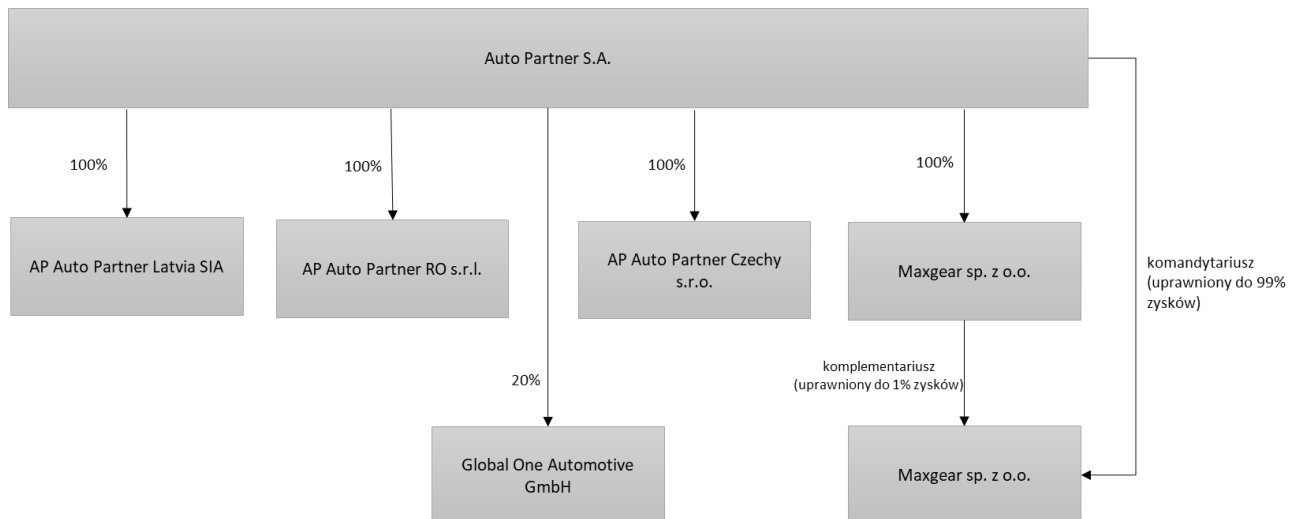 Auto Partner S.A.
100%
100%
100%
100%
AP Auto Partner Latvia SIA
AP Auto Partner RO s.r.l.
AP Auto Partner Czechy
s.r.o.
Maxgear sp. z o.o.
komandytariusz
(uprawniony do 99%
zysków)
20%
komplementariusz
(uprawniony do 1% zysków)
Global One Automotive
GmbH
Maxgear sp. z o.o.